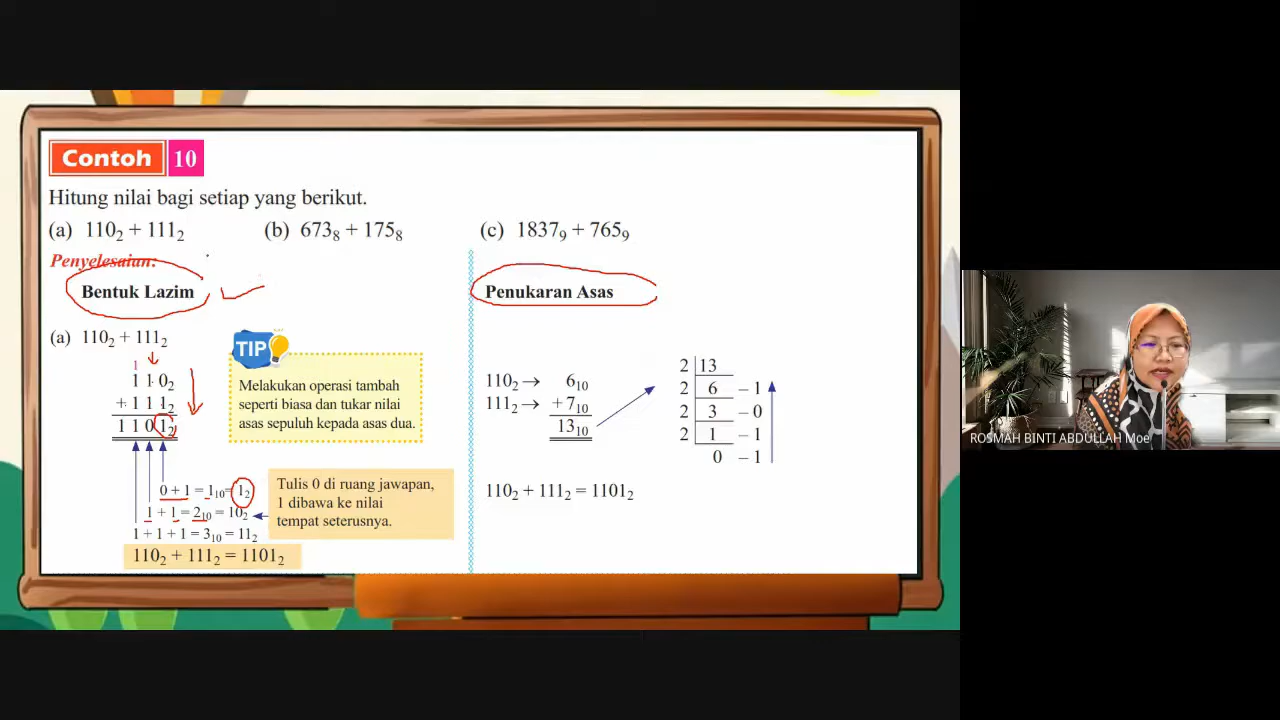 Contoh 10
Hitung nilai bagi setiap yang berikut.
(a) 110₂ + 111₂ (b) 673₈ + 175₈ (c) 1837₉ + 765₉
Penyelesaian:
Bentuk Lazim
(a) 110₂ + 111₂
1
1 1 0₂
+ 1 1 1₂
1 1 0 1₂
0 + 1 = 1₁₀ = 1₂
1 + 1 = 2₁₀ = 10₂
1 + 1 + 1 = 3₁₀ = 11₂
110₂ + 111₂ = 1101₂
TIP
Melakukan operasi tambah
seperti biasa dan tukar nilai
asas sepuluh kepada asas dua.
Tulis 0 di ruang jawapan,
1 dibawa ke nilai
tempat seterusnya.
Penukaran Asas
110₂ → 6₁₀
111₂ → + 7₁₀
13₁₀
2 13
2 6 – 1
2 3 – 0
2 1 – 1
0 – 1
110₂ + 111₂ = 1101₂
ROSMAH BINTI ABDULLAH Moe